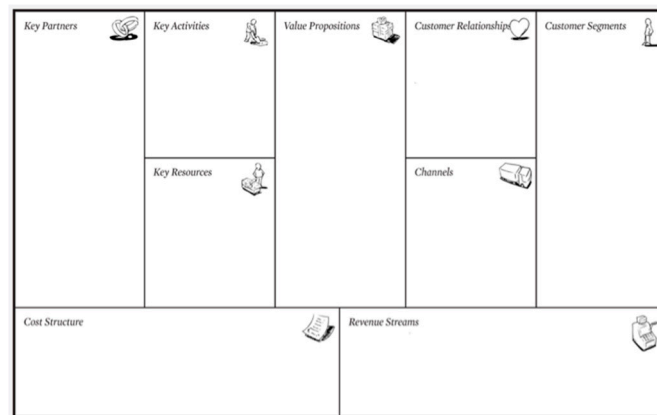 Key Partners
Key Activities
Value Propositions
Customer Relationships
Customer Segments
Key Resources
Channels
Cost Structure
Revenue Streams